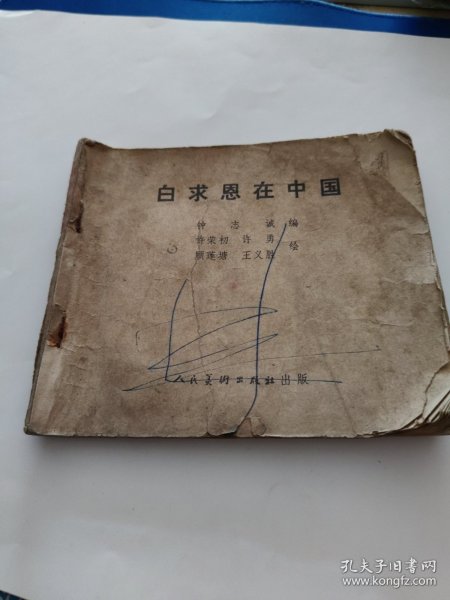 白求恩在中国
钟志诚 编
许荣初 许勇
顾莲塘 王义胜 绘
人民美术出版社出版
孔夫子旧书网
www.kongfz.com